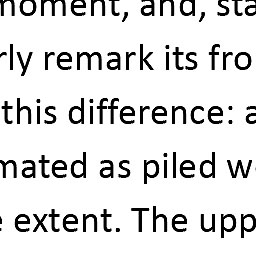 moment, and, sta
rly remark its fro
this difference: a
mated as piled w
e extent. The upp